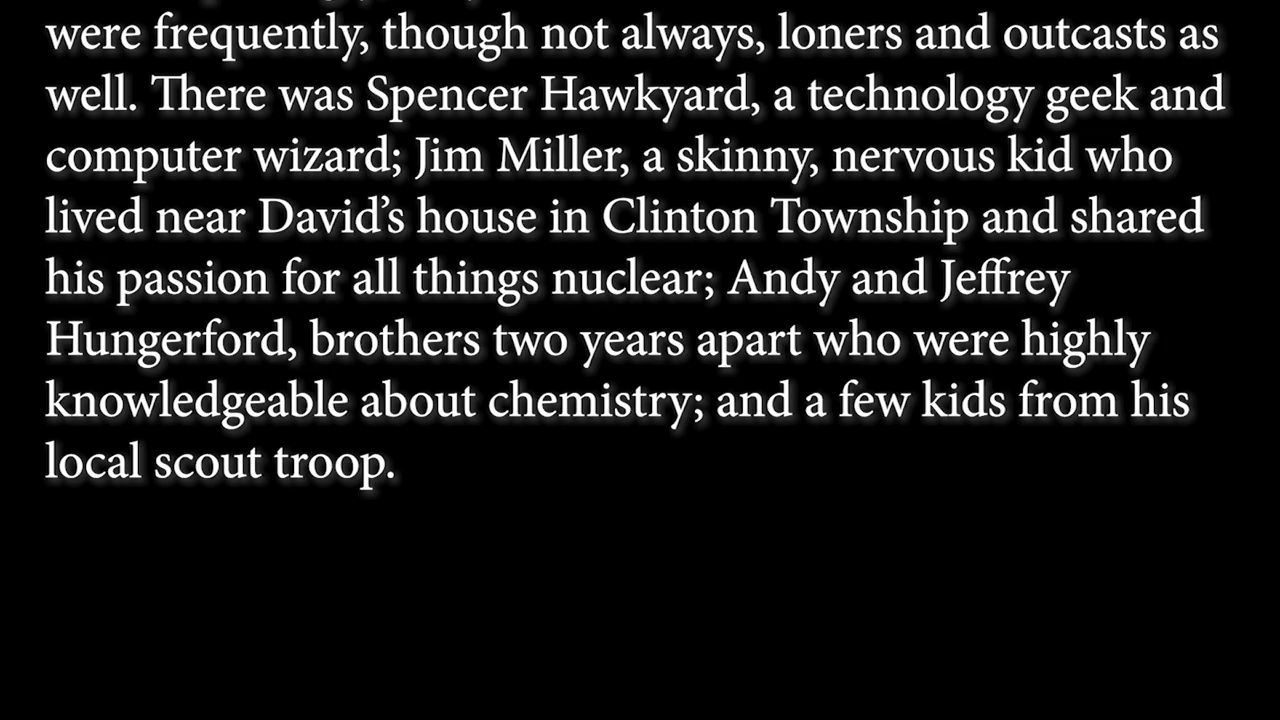 were frequently, though not always, loners and outcasts as
well. There was Spencer Hawkyard, a technology geek and
computer wizard; Jim Miller, a skinny, nervous kid who
lived near David’s house in Clinton Township and shared
his passion for all things nuclear; Andy and Jeffrey
Hungerford, brothers two years apart who were highly
knowledgeable about chemistry; and a few kids from his
local scout troop.